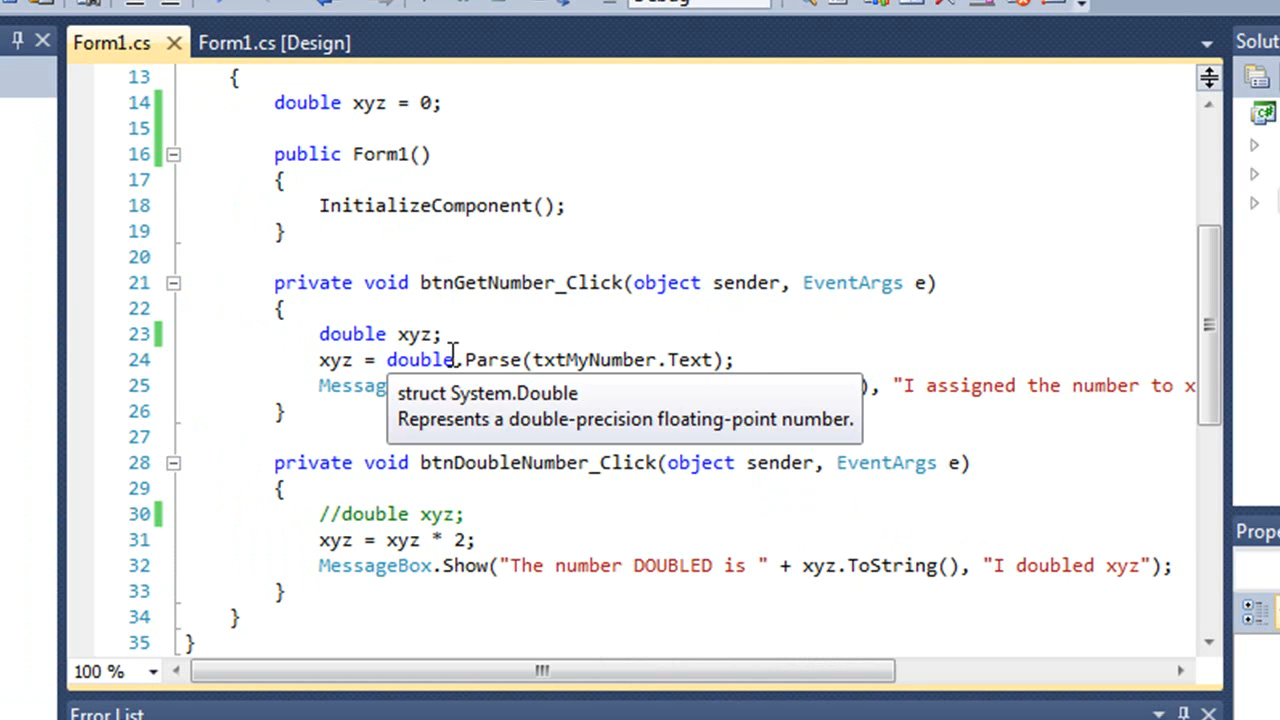 Form1.cs
Form1.cs [Design]
Solut
13 {
14 double xyz = 0;
15
16 public Form1()
17 {
18 InitializeComponent();
19 }
20
21 private void btnGetNumber_Click(object sender, EventArgs e)
22 {
23 double xyz;
24 xyz = double.Parse(txtMyNumber.Text);
25 Messag ), "I assigned the number to x
struct System.Double
Represents a double-precision floating-point number.
26 }
27
28 private void btnDoubleNumber_Click(object sender, EventArgs e)
29 {
30 //double xyz;
31 xyz = xyz * 2;
32 MessageBox.Show("The number DOUBLED is " + xyz.ToString(), "I doubled xyz");
33 }
34 }
35 }
Prope
100 %
Error List